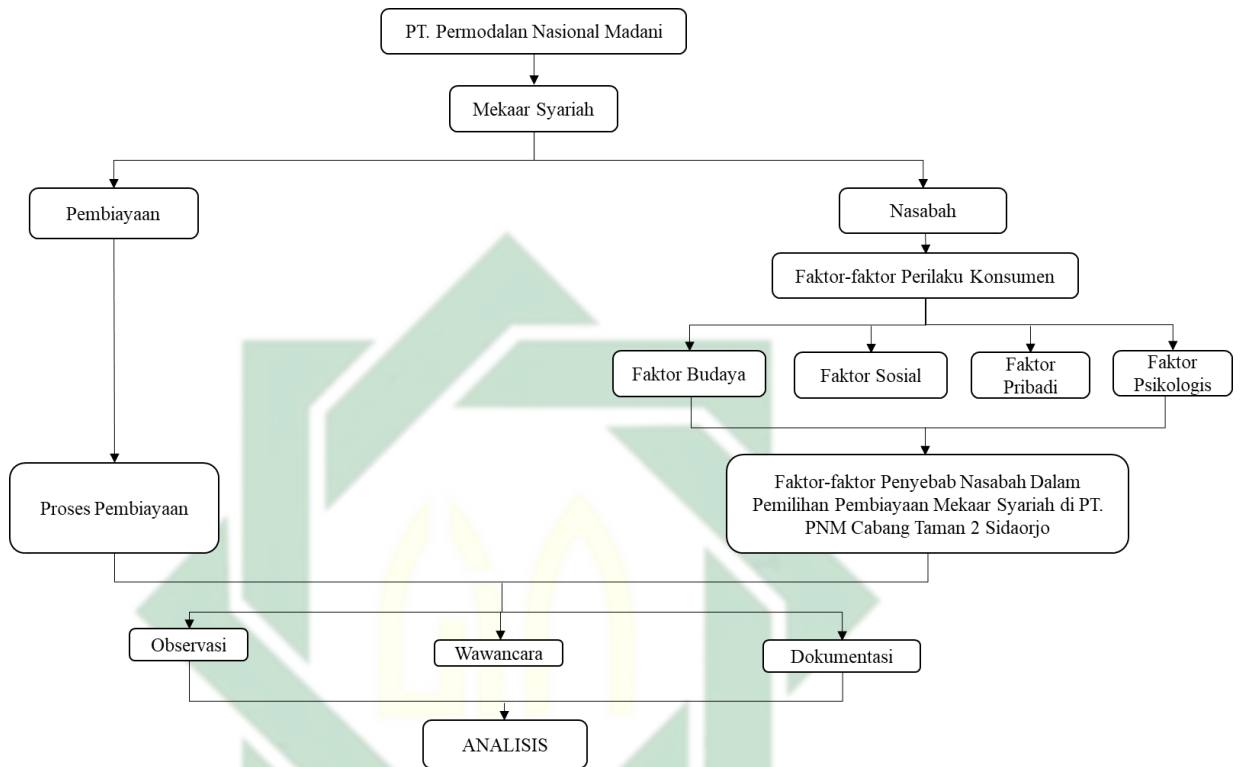 PT. Permodalan Nasional Madani
Mekaar Syariah
Pembiayaan
Nasabah
Faktor-faktor Perilaku Konsumen
Faktor Budaya
Faktor Sosial
Faktor
Pribadi
Faktor
Psikologis
Proses Pembiayaan
Faktor-faktor Penyebab Nasabah Dalam
Pemilihan Pembiayaan Mekaar Syariah di PT.
PNM Cabang Taman 2 Sidaorjo
Observasi
Wawancara
Dokumentasi
ANALISIS